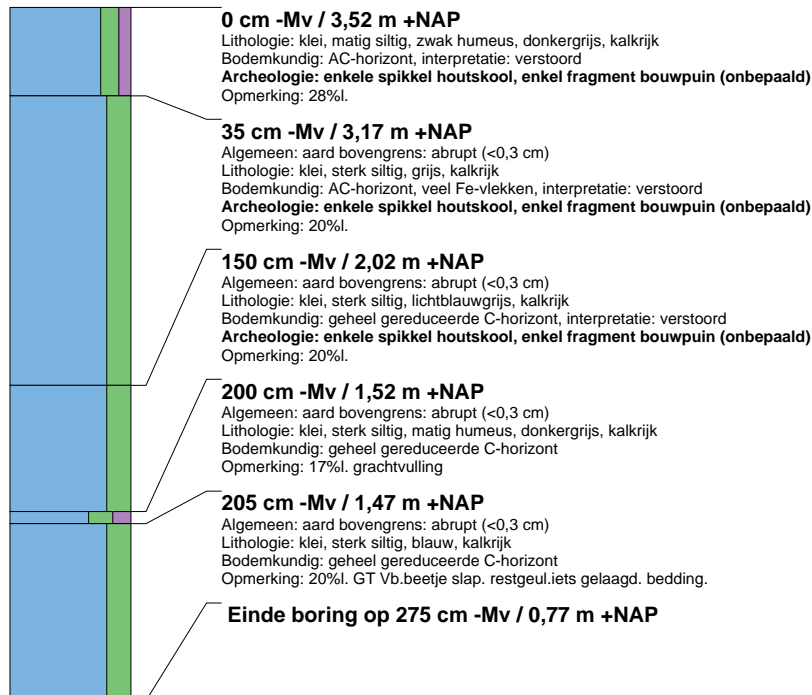 0 cm -Mv / 3,52 m +NAP
Lithologie: klei, matig siltig, zwak humeus, donkergrijs, kalkrijk
Bodemkundig: AC-horizont, interpretatie: verstoord
Archeologie: enkele spikkel houtskool, enkel fragment bouwpuin (onbepaald)
Opmerking: 28%l.
35 cm -Mv / 3,17 m +NAP
Algemeen: aard bovengrens: abrupt (<0,3 cm)
Lithologie: klei, sterk siltig, grijs, kalkrijk
Bodemkundig: AC-horizont, veel Fe-vlekken, interpretatie: verstoord
Archeologie: enkele spikkel houtskool, enkel fragment bouwpuin (onbepaald)
Opmerking: 20%l.
150 cm -Mv / 2,02 m +NAP
Algemeen: aard bovengrens: abrupt (<0,3 cm)
Lithologie: klei, sterk siltig, lichtblauwgrijs, kalkrijk
Bodemkundig: geheel gereduceerde C-horizont, interpretatie: verstoord
Archeologie: enkele spikkel houtskool, enkel fragment bouwpuin (onbepaald)
Opmerking: 20%l.
200 cm -Mv / 1,52 m +NAP
Algemeen: aard bovengrens: abrupt (<0,3 cm)
Lithologie: klei, sterk siltig, matig humeus, donkergrijs, kalkrijk
Bodemkundig: geheel gereduceerde C-horizont
Opmerking: 17%l. grachtvulling
205 cm -Mv / 1,47 m +NAP
Algemeen: aard bovengrens: abrupt (<0,3 cm)
Lithologie: klei, sterk siltig, blauw, kalkrijk
Bodemkundig: geheel gereduceerde C-horizont
Opmerking: 20%l. GT Vb.beetje slap. restgeul.iets gelaagd. bedding.
Einde boring op 275 cm -Mv / 0,77 m +NAP